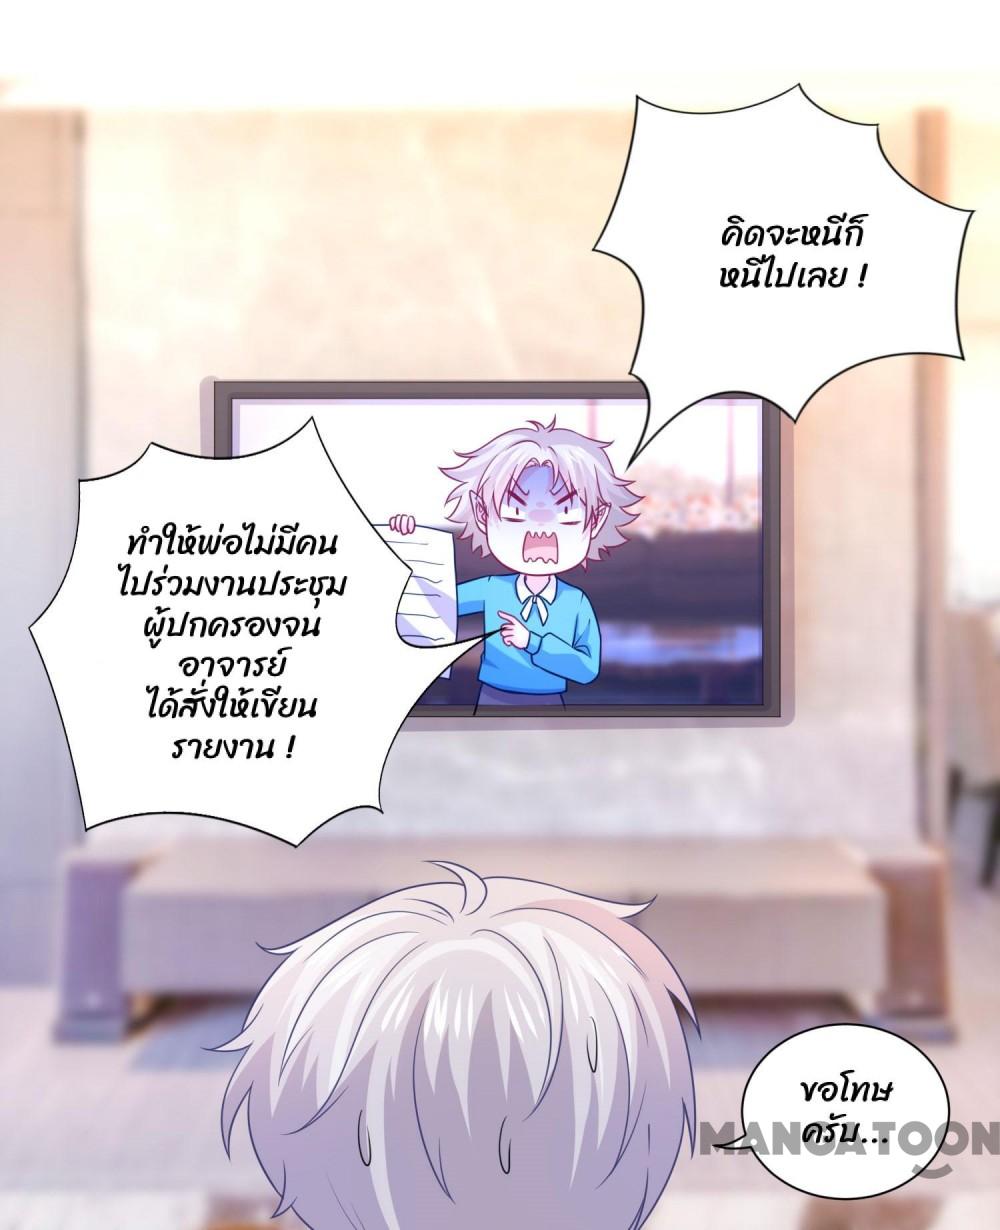 คิดจะหนีก็
หนีไปเลย !
ทำให้พ่อไม่มีคน
ไปร่วมงานประชุม
ผู้ปกครองจน
อาจารย์
ได้สั่งให้เขียน
รายงาน !
ขอโทษ
ครับ...
MANGATOON